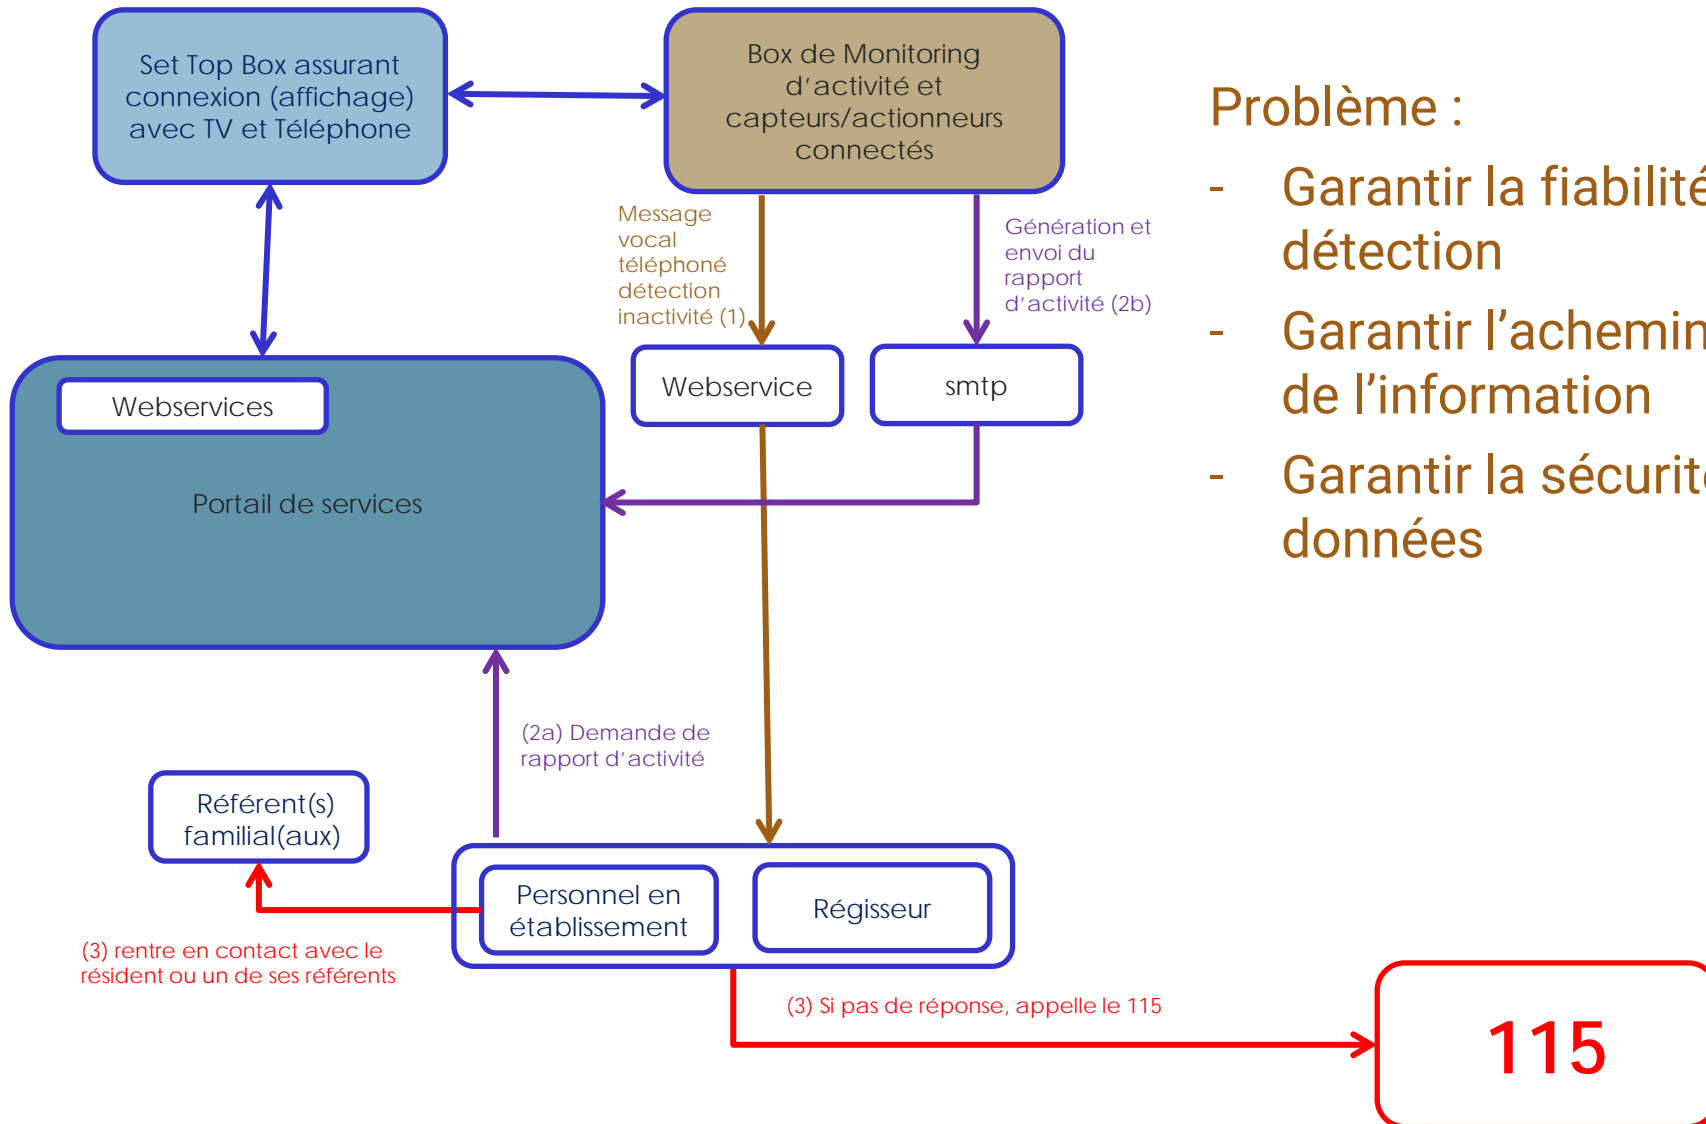 Set Top Box assurant
connexion (affichage)
avec TV et Téléphone
Box de Monitoring
d’activité et
capteurs/actionneurs
connectés
Problème :
- Garantir la fiabilité
détection
- Garantir l’achemin
de l’information
- Garantir la sécurité
données
Message
vocal
téléphoné
détection
inactivité (1)
Génération et
envoi du
rapport
d’activité (2b)
Webservice
smtp
Webservices
Portail de services
(2a) Demande de
rapport d’activité
Référent(s)
familial(aux)
Personnel en
établissement
Régisseur
(3) rentre en contact avec le
résident ou un de ses référents
(3) Si pas de réponse, appelle le 115
115